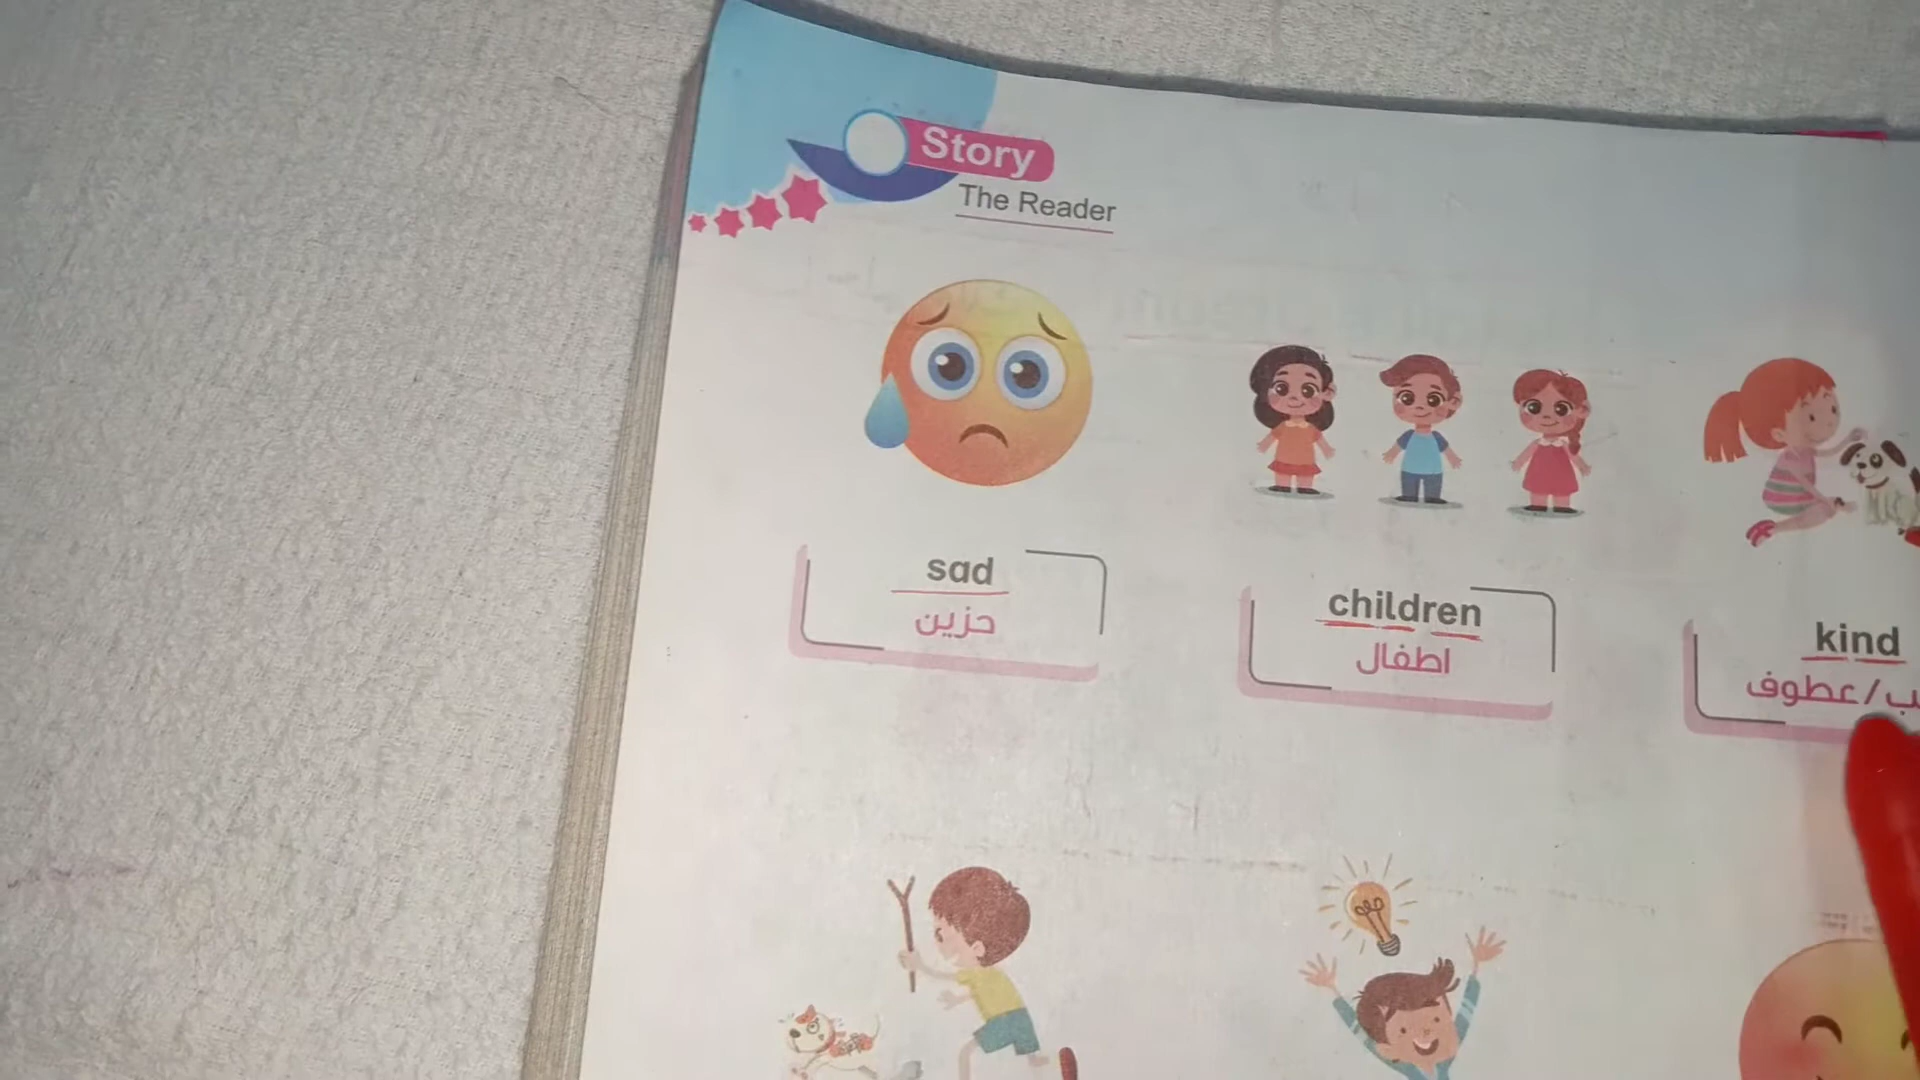 Story
The Reader
sad
حزين
children
اطفال
kind
عطوف